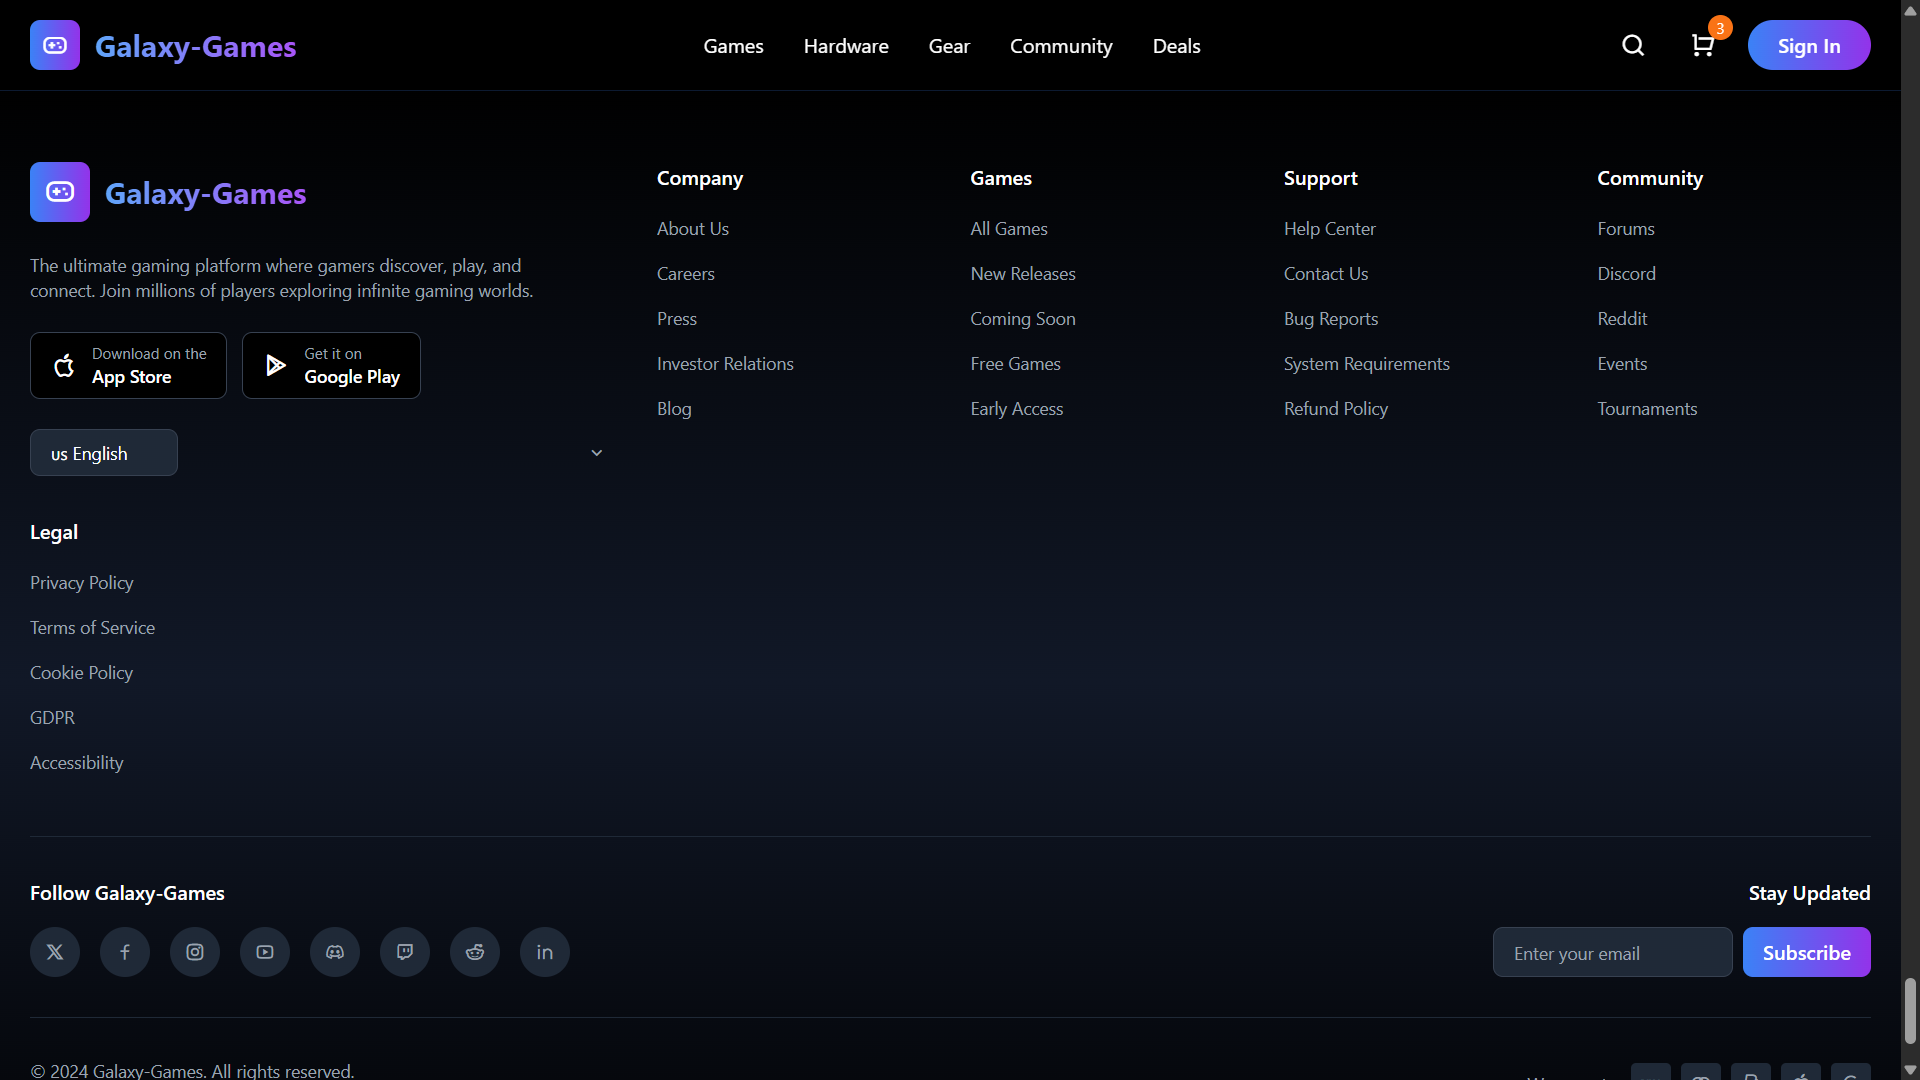 Galaxy-Games
Games
Hardware
Gear
Community
Deals
3
Sign In
Galaxy-Games
The ultimate gaming platform where gamers discover, play, and
connect. Join millions of players exploring infinite gaming worlds.
Download on the
App Store
Get it on
Google Play
us English
Company
About Us
Careers
Press
Investor Relations
Blog
Games
All Games
New Releases
Coming Soon
Free Games
Early Access
Support
Help Center
Contact Us
Bug Reports
System Requirements
Refund Policy
Community
Forums
Discord
Reddit
Events
Tournaments
Legal
Privacy Policy
Terms of Service
Cookie Policy
GDPR
Accessibility
Follow Galaxy-Games
Stay Updated
Enter your email
Subscribe
© 2024 Galaxy-Games. All rights reserved.